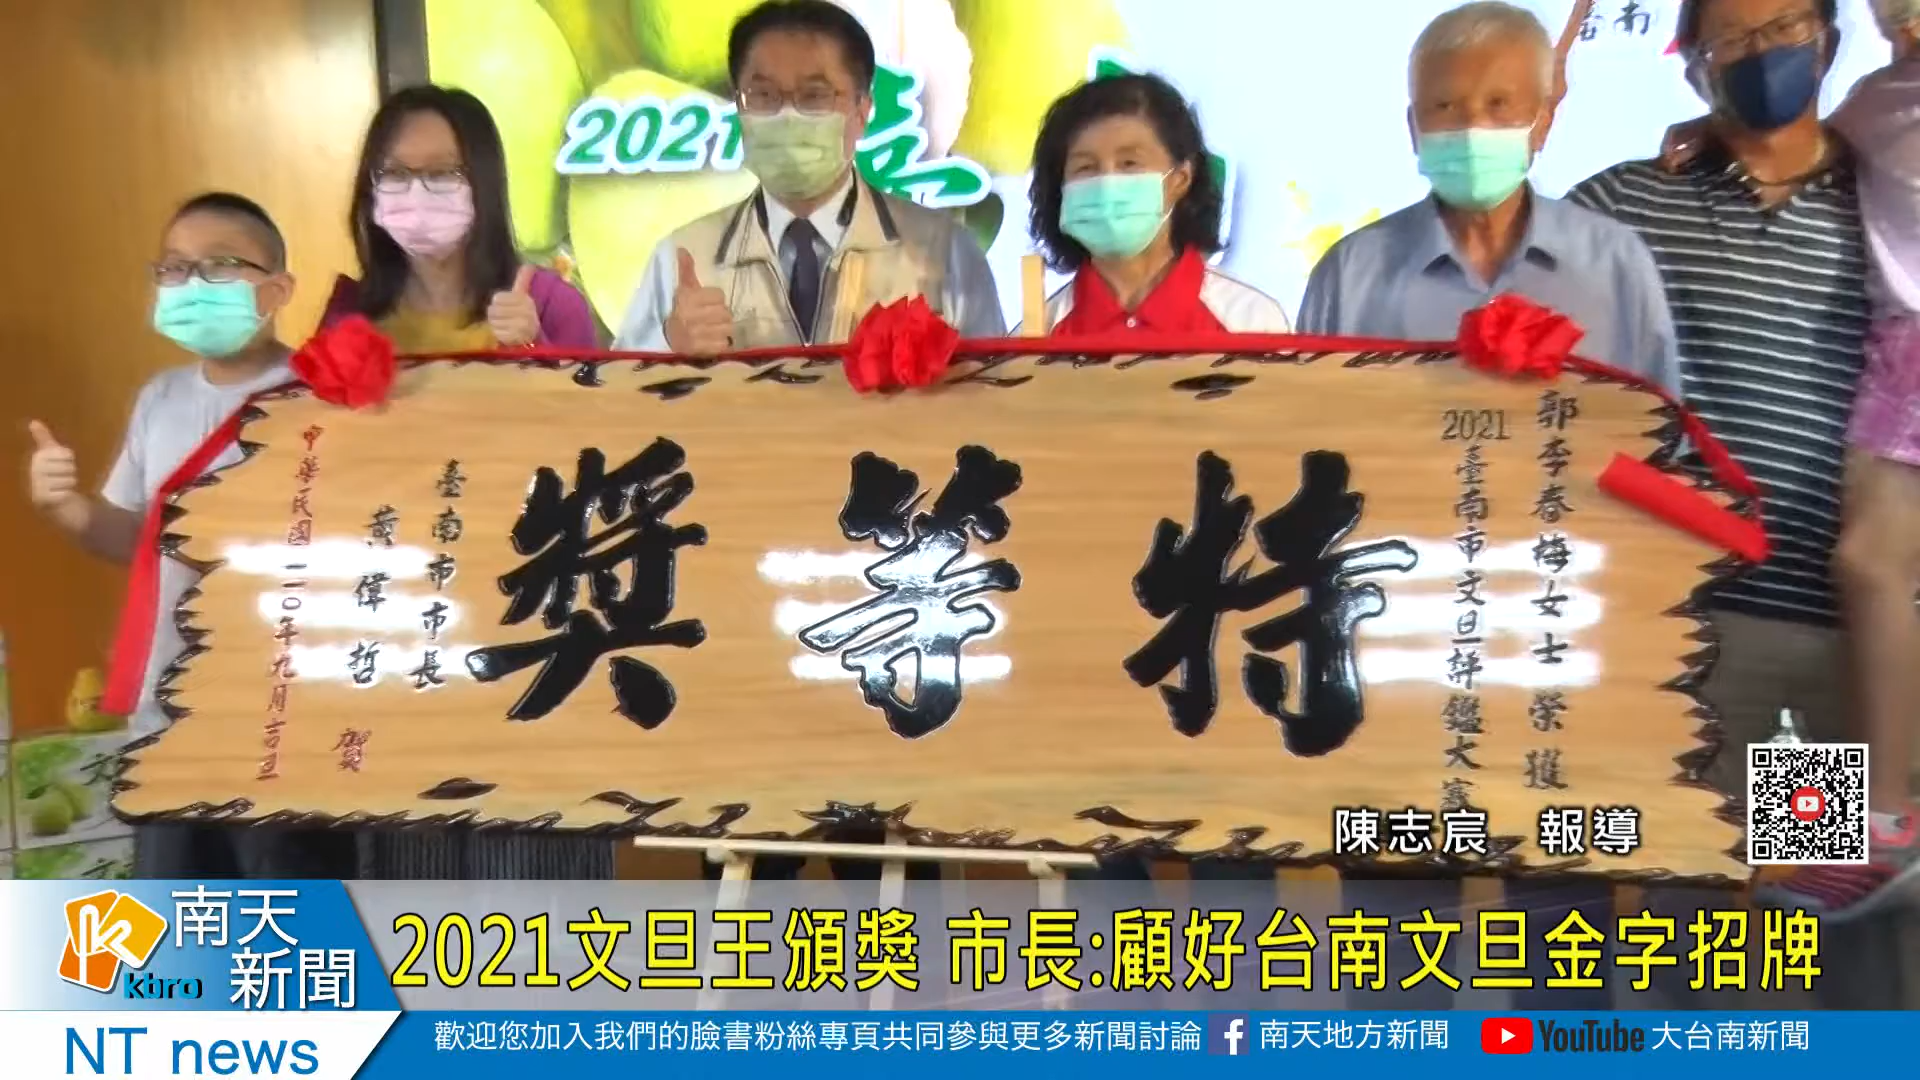 2021
臺南
郭李春梅女士榮獲
2021臺南市文旦評鑑大賽
特等獎
臺南市市長
黃偉哲
賀
中華民國一一〇年九月吉旦
陳志宸 報導
南天新聞
kbro
2021文旦王頒獎 市長:顧好台南文旦金字招牌
NT news
歡迎您加入我們的臉書粉絲專頁共同參與更多新聞討論 南天地方新聞 YouTube 大台南新聞